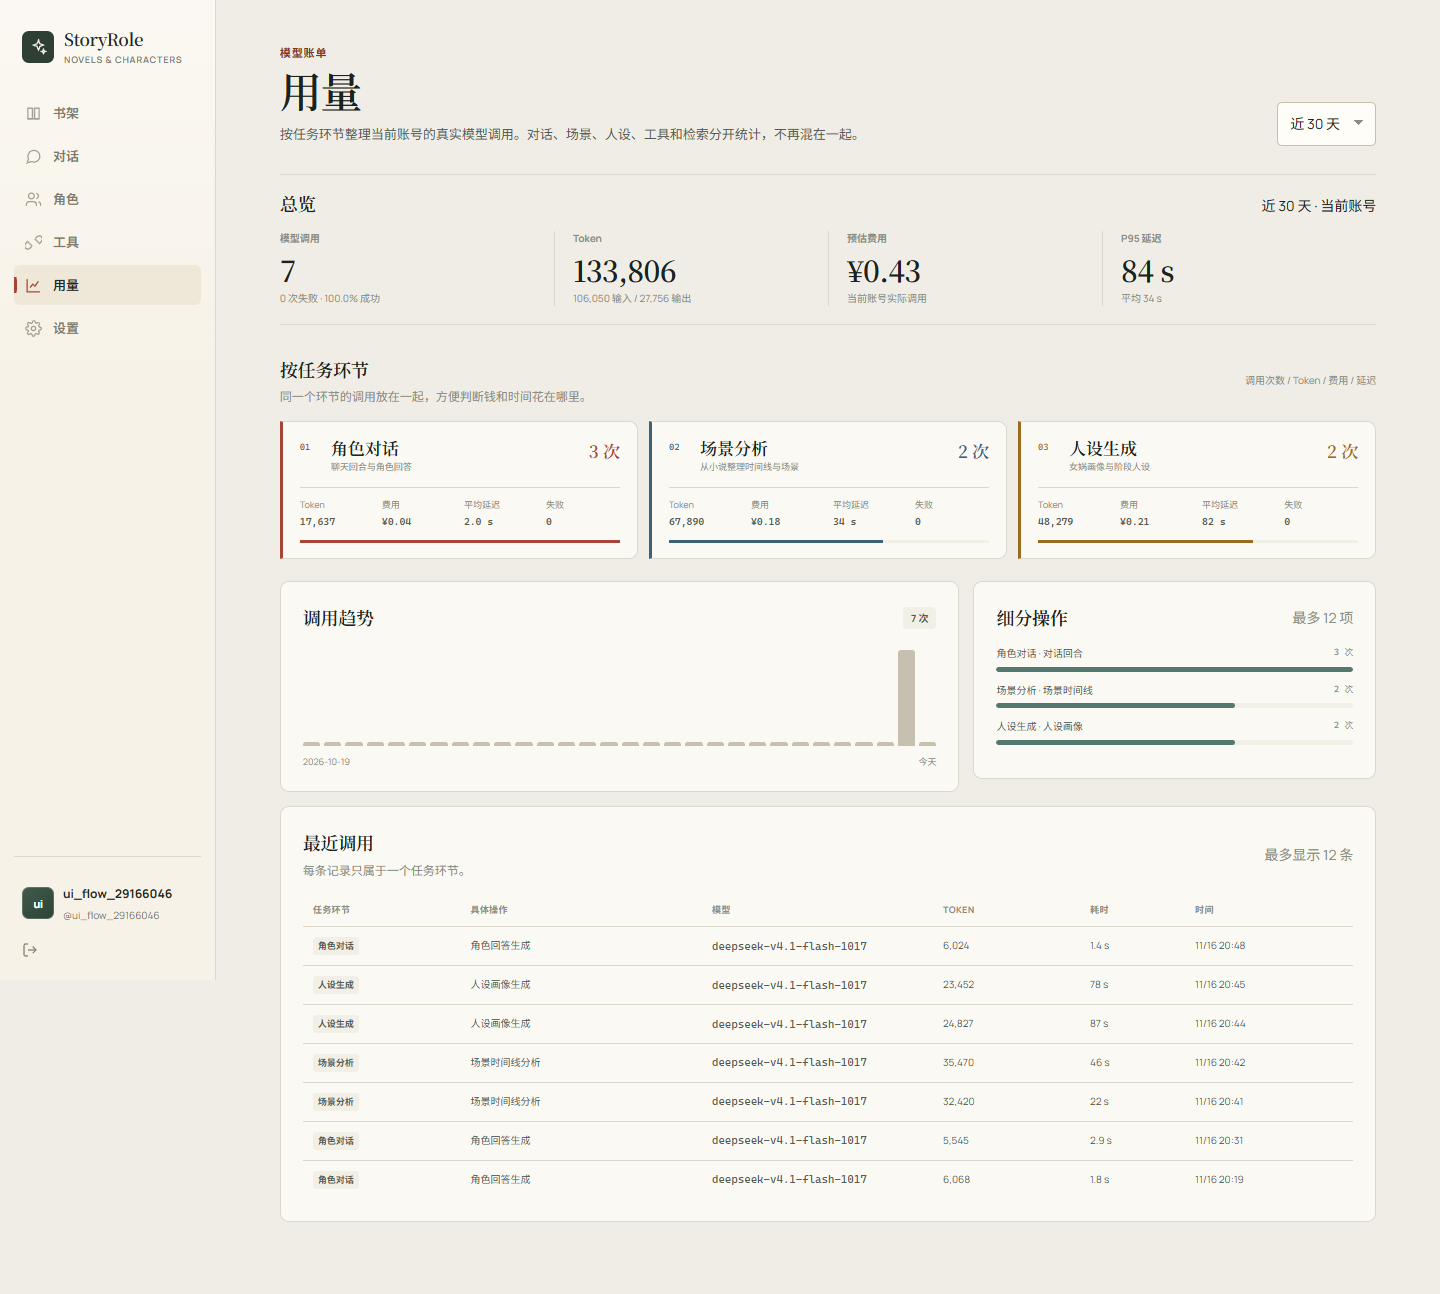 StoryRole
NOVELS & CHARACTERS
书架
对话
角色
工具
用量
设置
ui
ui_flow_29166046
@ui_flow_29166046
模型账单
用量
按任务环节整理当前账号的真实模型调用。对话、场景、人设、工具和检索分开统计，不再混在一起。
近 30 天
总览
近 30 天 · 当前账号
模型调用
7
0 次失败 · 100.0% 成功
Token
133,806
106,050 输入 / 27,756 输出
预估费用
¥0.43
当前账号实际调用
P95 延迟
84 s
平均 34 s
按任务环节
同一个环节的调用放在一起，方便判断钱和时间花在哪里。
调用次数 / Token / 费用 / 延迟
01 角色对话 3 次
聊天回合与角色回答
Token 费用 平均延迟 失败
17,637 ¥0.04 2.0 s 0
02 场景分析 2 次
从小说整理时间线与场景
Token 费用 平均延迟 失败
67,890 ¥0.18 34 s 0
03 人设生成 2 次
女娲画像与阶段人设
Token 费用 平均延迟 失败
48,279 ¥0.21 82 s 0
调用趋势
7 次
2026-10-19 今天
细分操作
最多 12 项
角色对话 · 对话回合 3 次
场景分析 · 场景时间线 2 次
人设生成 · 人设画像 2 次
最近调用
每条记录只属于一个任务环节。
最多显示 12 条
任务环节 具体操作 模型 TOKEN 耗时 时间
角色对话 角色回答生成 deepseek-v4.1-flash-1017 6,024 1.4 s 11/16 20:48
人设生成 人设画像生成 deepseek-v4.1-flash-1017 23,452 78 s 11/16 20:45
人设生成 人设画像生成 deepseek-v4.1-flash-1017 24,827 87 s 11/16 20:44
场景分析 场景时间线分析 deepseek-v4.1-flash-1017 35,470 46 s 11/16 20:42
场景分析 场景时间线分析 deepseek-v4.1-flash-1017 32,420 22 s 11/16 20:41
角色对话 角色回答生成 deepseek-v4.1-flash-1017 5,545 2.9 s 11/16 20:31
角色对话 角色回答生成 deepseek-v4.1-flash-1017 6,068 1.8 s 11/16 20:19